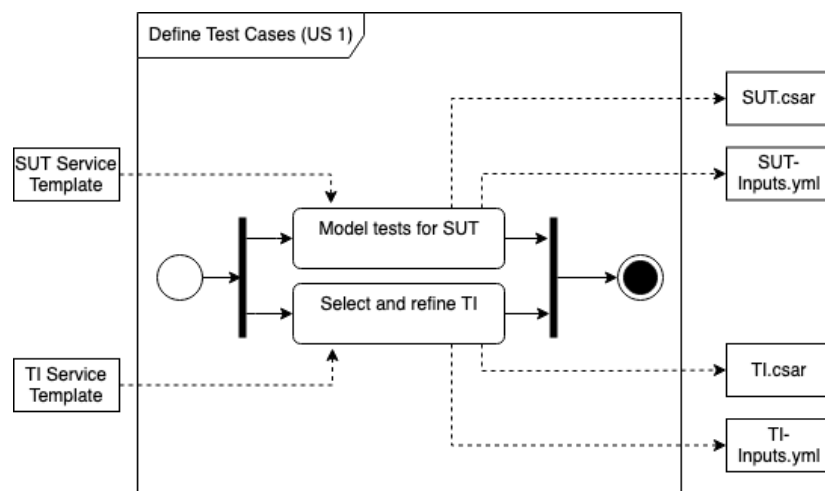 Define Test Cases (US 1)
SUT.csar
SUT Service
Template
SUT-
Inputs.yml
Model tests for SUT
Select and refine TI
TI Service
Template
TI.csar
TI-
Inputs.yml